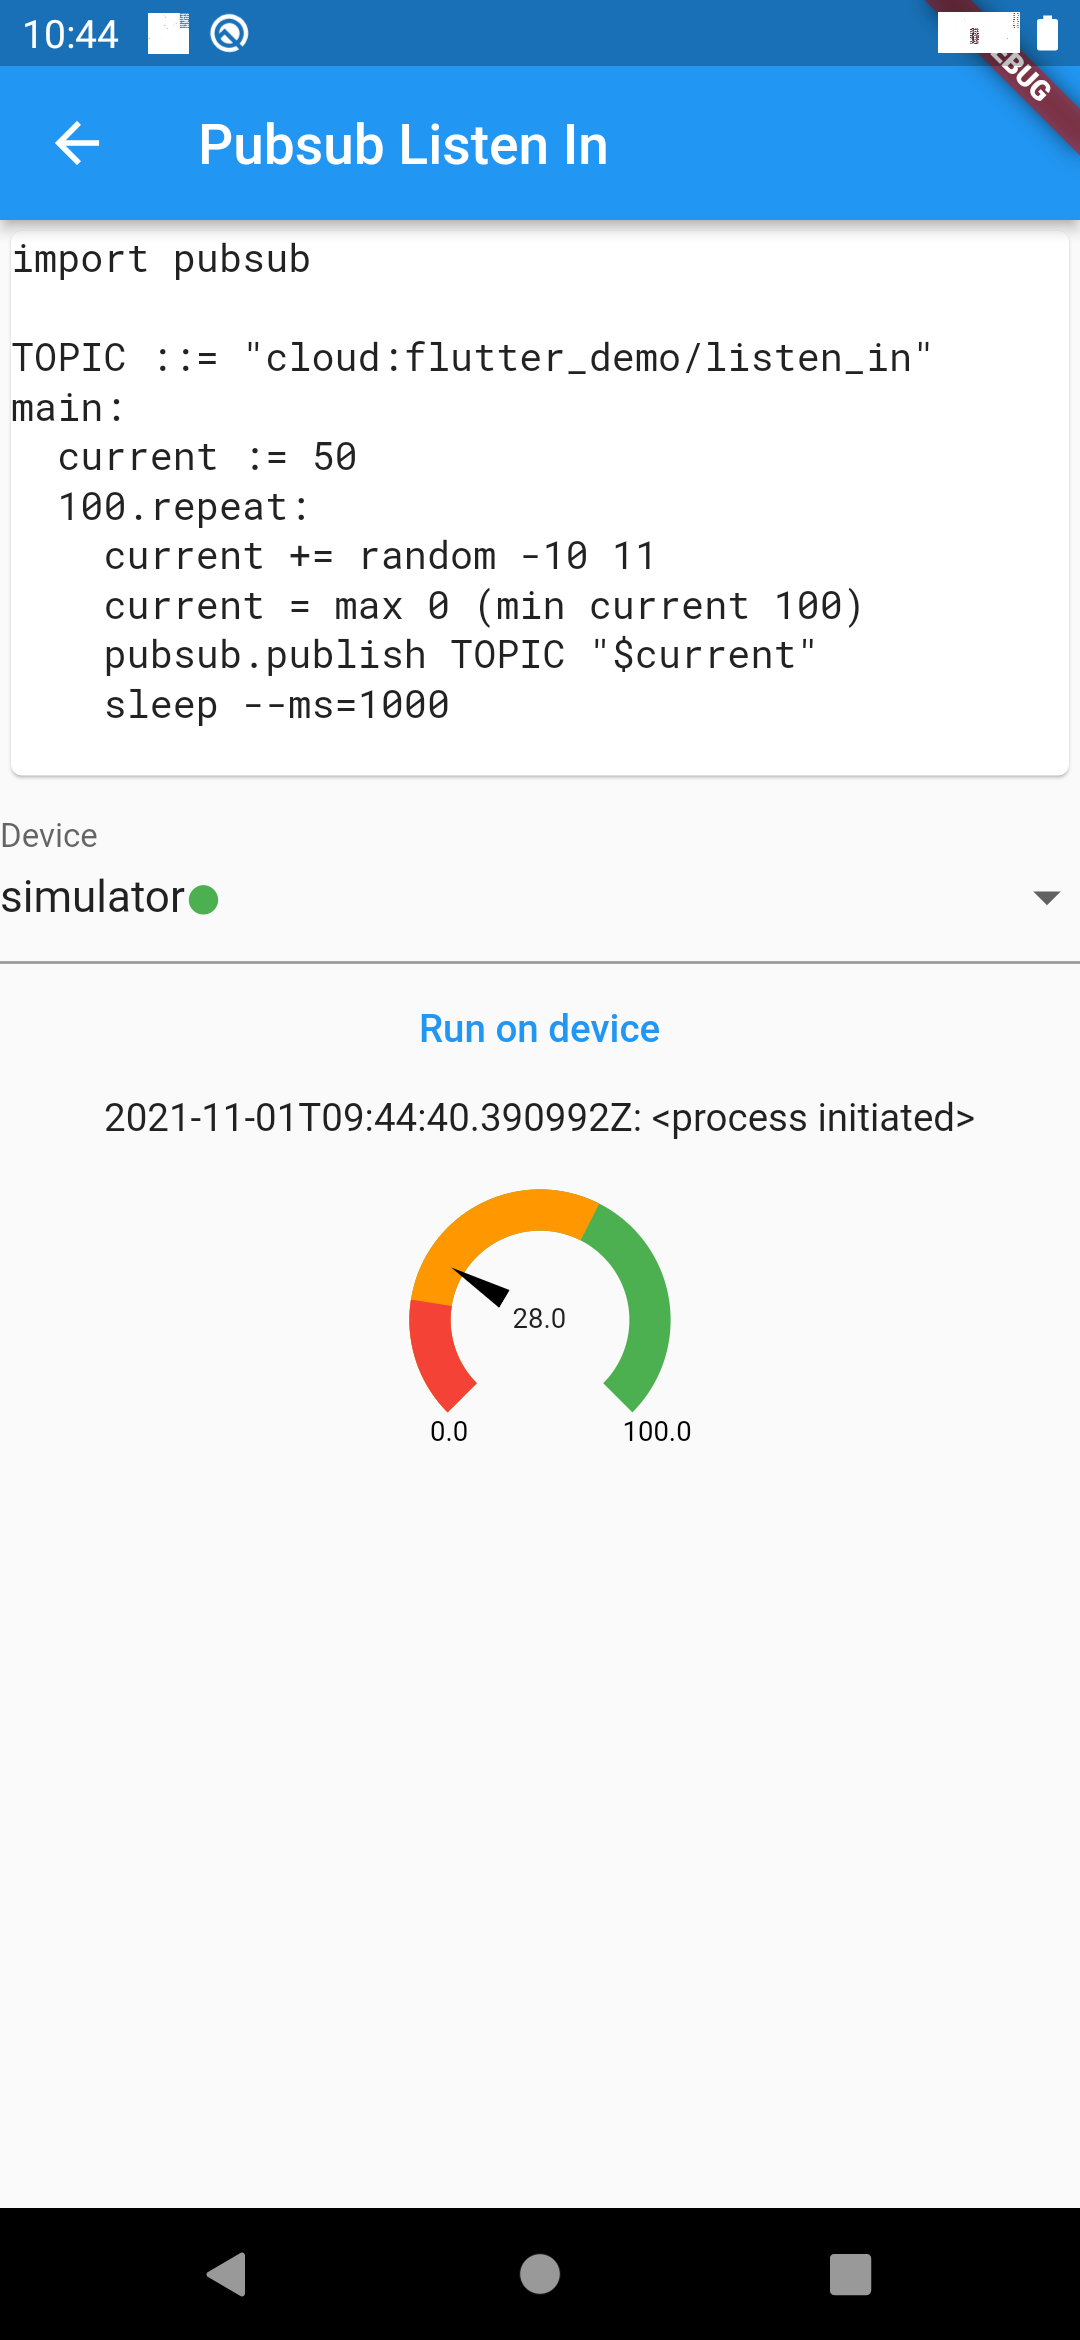 10:44
BUG
Pubsub Listen In
import pubsub
TOPIC ::= "cloud:flutter_demo/listen_in"
main:
  current := 50
  100.repeat:
    current += random -10 11
    current = max 0 (min current 100)
    pubsub.publish TOPIC "$current"
    sleep --ms=1000
Device
simulator
Run on device
2021-11-01T09:44:40.390992Z: <process initiated>
28.0
0.0 100.0